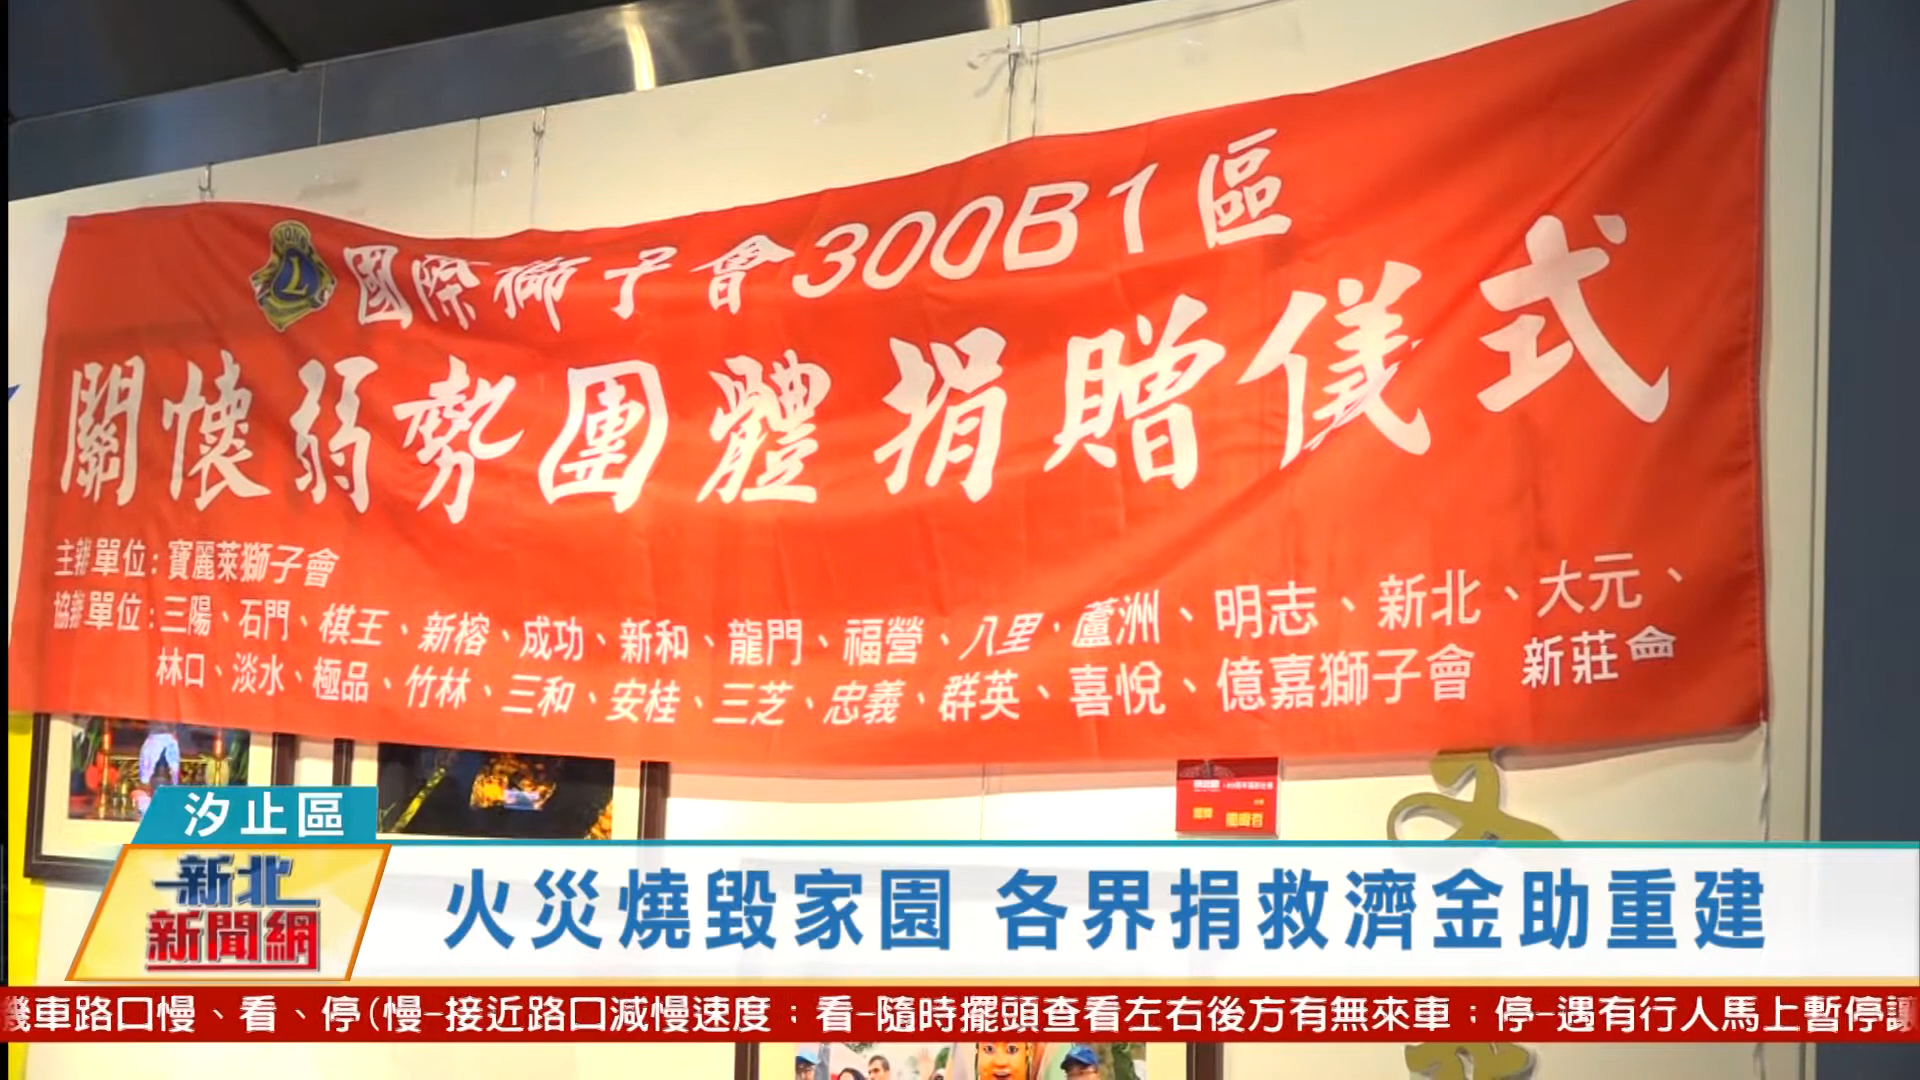 國際獅子會300B1區
關懷弱勢團體捐贈儀式
主辦單位:寶麗萊獅子會
協辦單位:三陽、石門、棋王、新榕、成功、新和、龍門、福營、八里、蘆洲、明志、新北、大元、
林口、淡水、極品、竹林、三和、安桂、三芝、忠義、群英、喜悅、億嘉獅子會 新莊會
汐止區
新北
新聞網
火災燒毀家園 各界捐救濟金助重建
機車路口慢、看、停(慢-接近路口減慢速度；看-隨時擺頭查看左右後方有無來車；停-遇有行人馬上暫停讓